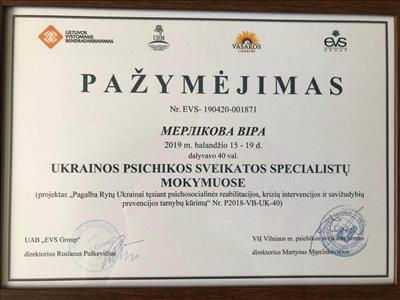 LIETUVOS
VYSTOMASIS
BENDRADARBIAVIMAS
VASAROS
EVS
GROUP
PAŽYMĖJIMAS
Nr. EVS- 190420-001871
МЕРЛІКОВА ВІРА
2019 m. balandžio 15 - 19 d.
dalyvavo 40 val.
UKRAINOS PSICHIKOS SVEIKATOS SPECIALISTŲ
MOKYMUOSE
(projektas „Pagalba Rytų Ukrainai tęsiant psichosocialinės reabilitacijos, krizių intervencijos ir savižudybių
prevencijos tarnybų kūrimą“ Nr. P2018-VB-UK-40)
UAB „EVS Group“
direktorius Ruslanas Paškevičius
VšĮ Vilniaus m. psichikos sveikatos centro
direktorius Martynas Marcinkevičius